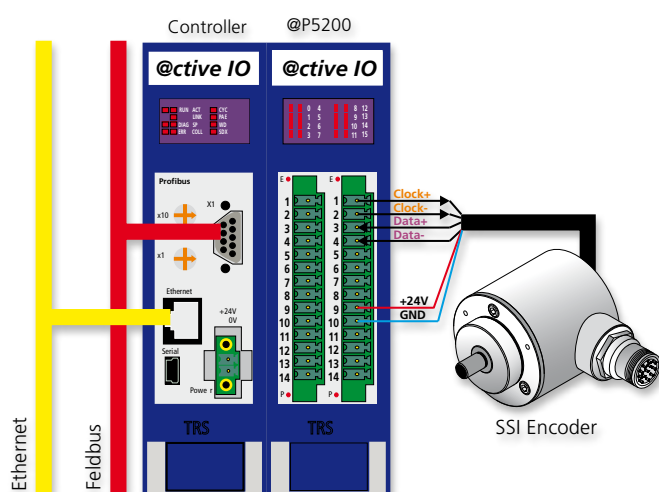 Controller
@P5200
@ctive IO
@ctive IO
RUN ACT CYC
LINK PAE
DIAG SP WD
ERR COLL SDX
0 4 8 12
1 5 9 13
2 6 10 14
3 7 11 15
Profibus
x10
X1
x1
Ethernet
+24V
0V
Serial
Power
E
1
2
3
4
5
6
7
8
9
10
11
12
13
14
P
E
1
2
3
4
5
6
7
8
9
10
11
12
13
14
P
Clock+
Clock-
Data+
Data-
+24V
GND
SSI Encoder
TRS
TRS
Ethernet
Feldbus